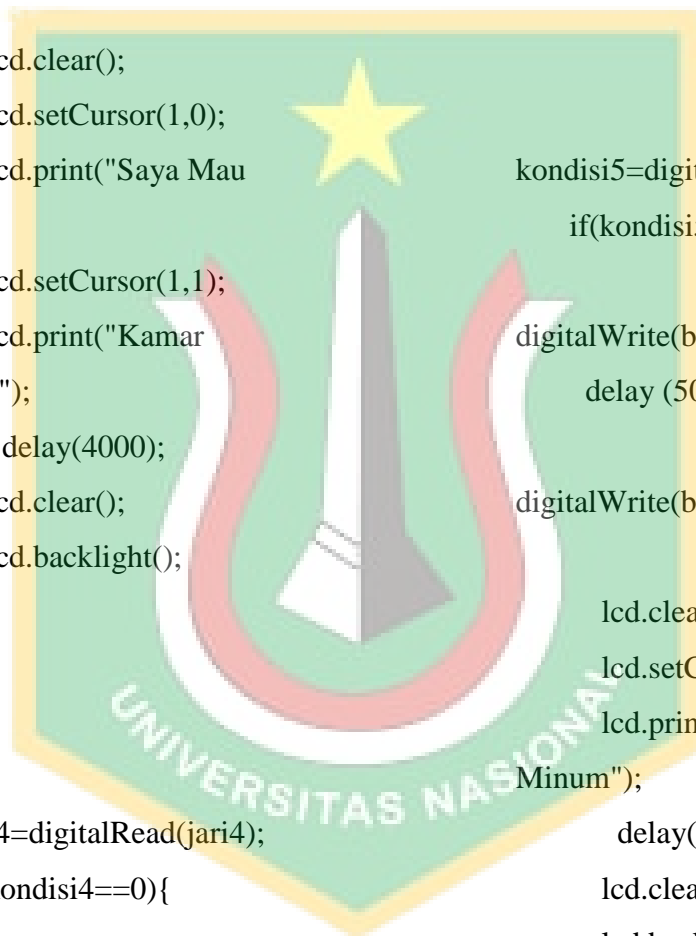 cd.clear();
cd.setCursor(1,0);
cd.print("Saya Mau
cd.setCursor(1,1);
cd.print("Kamar
");
delay(4000);
cd.clear();
cd.backlight();
4=digitalRead(jari4);
ondisi4==0){
kondisi5=digit
if(kondisi
digitalWrite(b
delay (50
digitalWrite(b
lcd.clea
lcd.setC
lcd.prin
Minum");
delay(
lcd.clea
UNIVERSITAS NASIONAL